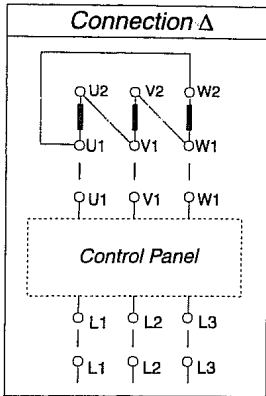 Connection Δ
U2 V2 W2
U1 V1 W1
U1 V1 W1
Control Panel
L1 L2 L3
L1 L2 L3